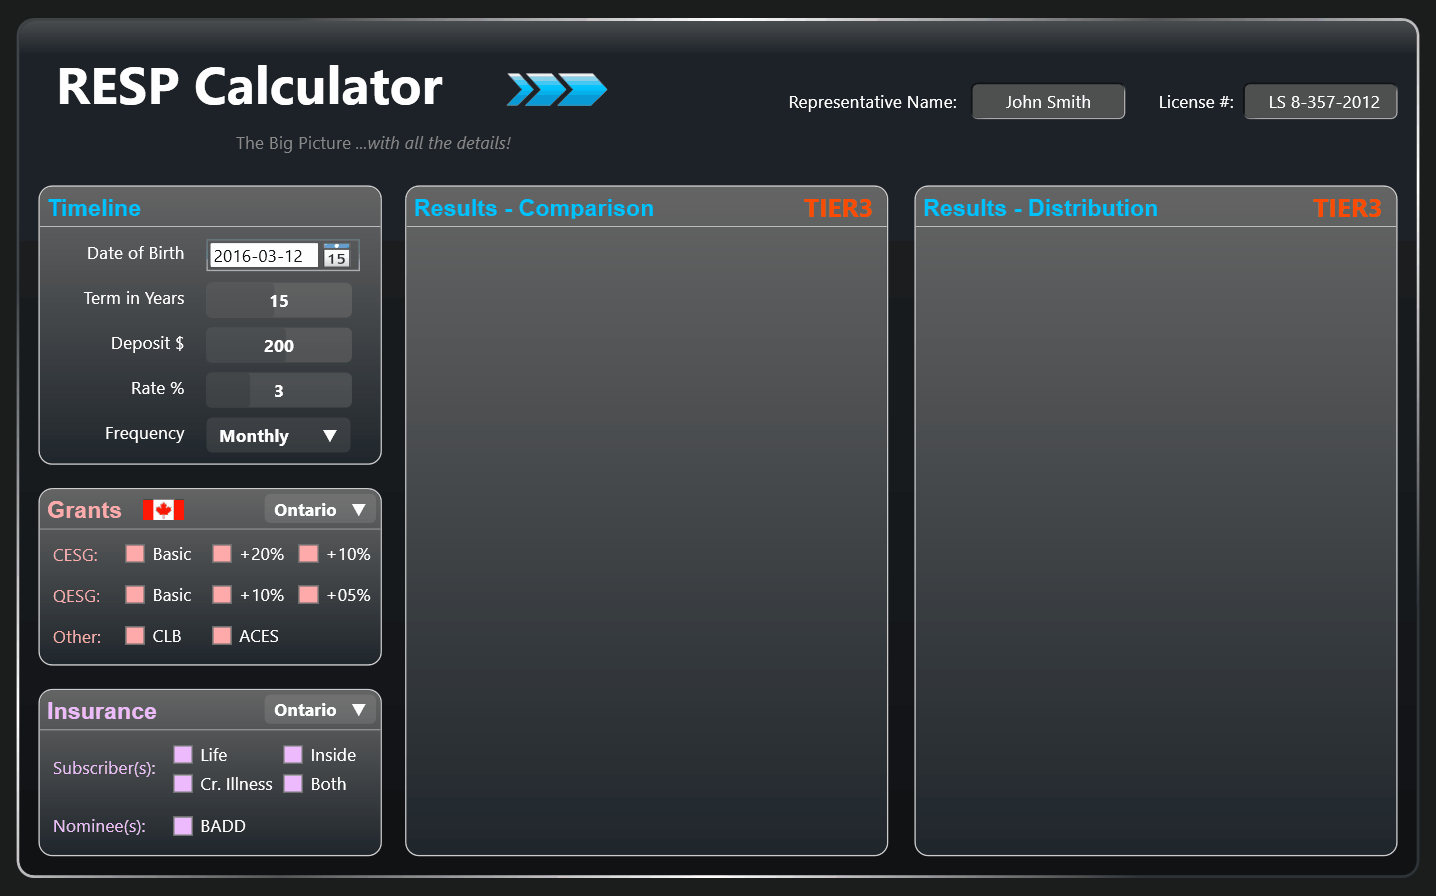 RESP Calculator
The Big Picture ...with all the details!
Representative Name: John Smith License #: LS 8-357-2012
Timeline
Date of Birth 2016-03-12 15
Term in Years 15
Deposit $ 200
Rate % 3
Frequency Monthly ▼
Grants Ontario ▼
CESG: Basic +20% +10%
QESG: Basic +10% +05%
Other: CLB ACES
Insurance Ontario ▼
Subscriber(s): Life Inside
Cr. Illness Both
Nominee(s): BADD
Results - Comparison TIER3
Results - Distribution TIER3